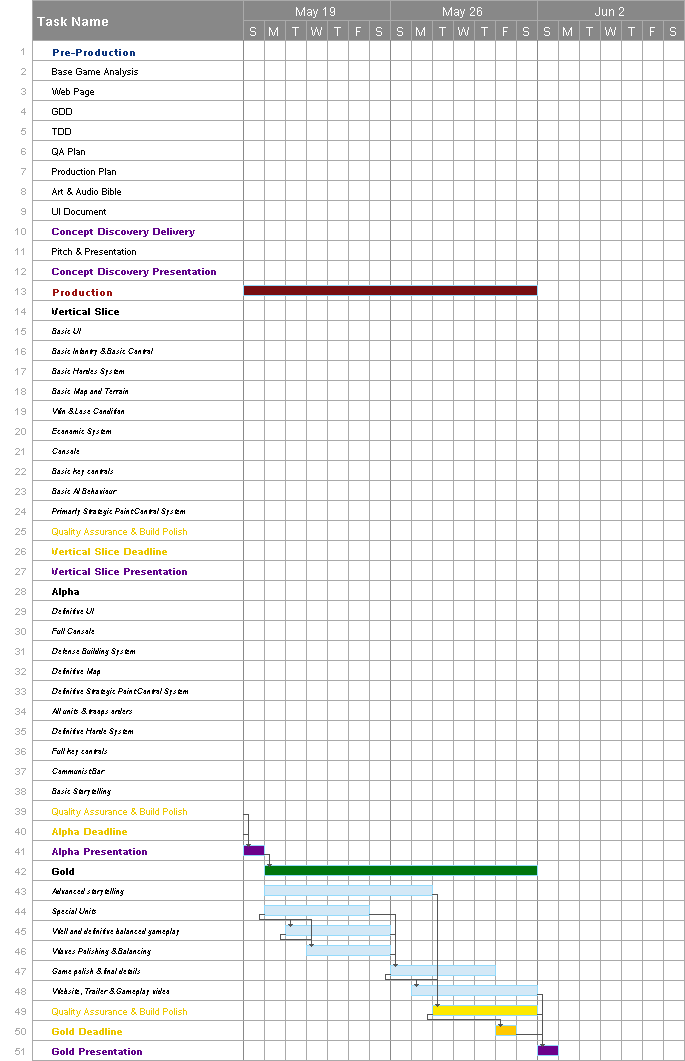 Task Name May 19 May 26 Jun 2
S M T W T F S S M T W T F S S M T W T F S
1 Pre-Production
2 Base Game Analysis
3 Web Page
4 GDD
5 TDD
6 QA Plan
7 Production Plan
8 Art & Audio Bible
9 UI Document
10 Concept Discovery Delivery
11 Pitch & Presentation
12 Concept Discovery Presentation
13 Production
14 Vertical Slice
15 Basic UI
16 Basic Infantry & Basic Control
17 Basic Hordes System
18 Basic Map and Terrain
19 Win & Lose Condition
20 Economic System
21 Console
22 Basic key controls
23 Basic AI Behaviour
24 Primarly Strategic Point Control System
25 Quality Assurance & Build Polish
26 Vertical Slice Deadline
27 Vertical Slice Presentation
28 Alpha
29 Definitive UI
30 Full Console
31 Defense Building System
32 Definitive Map
33 Definitive Strategic Point Control System
34 All units & troops orders
35 Definitive Horde System
36 Full key controls
37 Communist Bar
38 Basic Storytelling
39 Quality Assurance & Build Polish
40 Alpha Deadline
41 Alpha Presentation
42 Gold
43 Advanced storytelling
44 Special Units
45 Well and definitive balanced gameplay
46 Waves Polishing & Balancing
47 Game polish & final details
48 Website, Trailer & Gameplay video
49 Quality Assurance & Build Polish
50 Gold Deadline
51 Gold Presentation